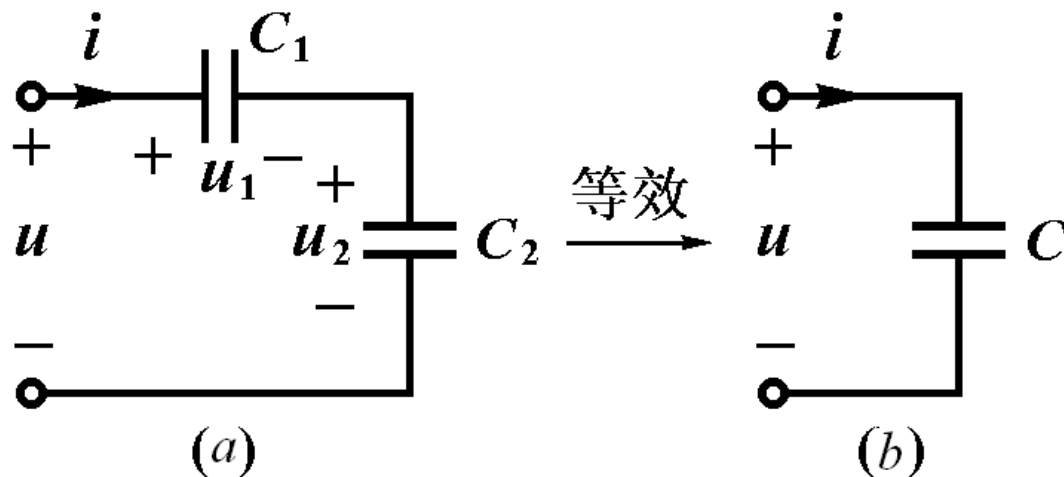 i C₁ i
+ + u₁ − + +
u u₂ C₂ 等效 u C
− − −
(a) (b)